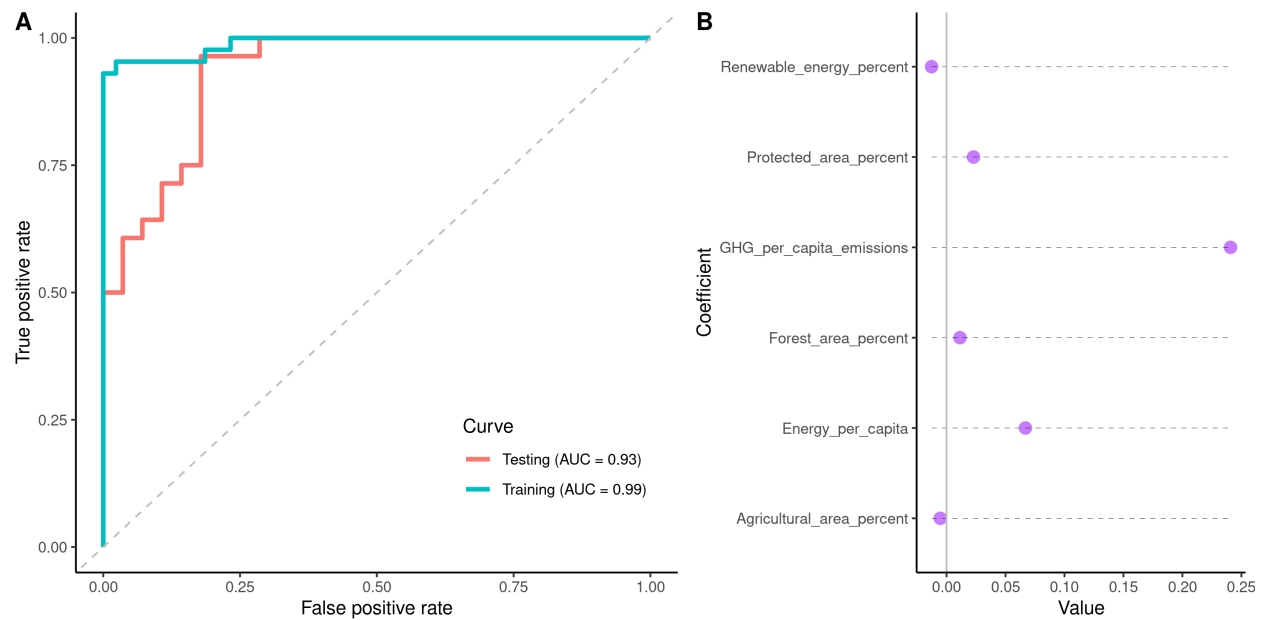 A
1.00
0.75
0.50
0.25
0.00
True positive rate
0.00 0.25 0.50 0.75 1.00
False positive rate
Curve
Testing (AUC = 0.93)
Training (AUC = 0.99)
B
Coefficient
Renewable_energy_percent
Protected_area_percent
GHG_per_capita_emissions
Forest_area_percent
Energy_per_capita
Agricultural_area_percent
0.00 0.05 0.10 0.15 0.20 0.25
Value